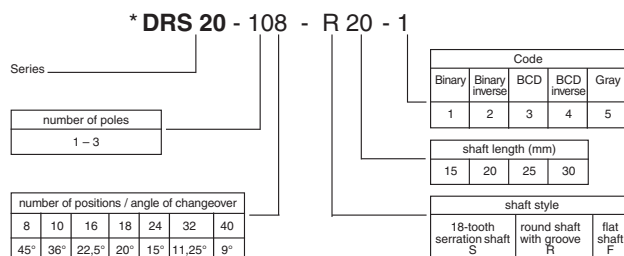 * DRS 20 - 108 - R 20 - 1
Series
number of poles
1 – 3
number of positions / angle of changeover
8 10 16 18 24 32 40
45° 36° 22,5° 20° 15° 11,25° 9°
Code
Binary Binary inverse BCD BCD inverse Gray
1 2 3 4 5
shaft length (mm)
15 20 25 30
shaft style
18-tooth serration shaft S round shaft with groove R flat shaft F